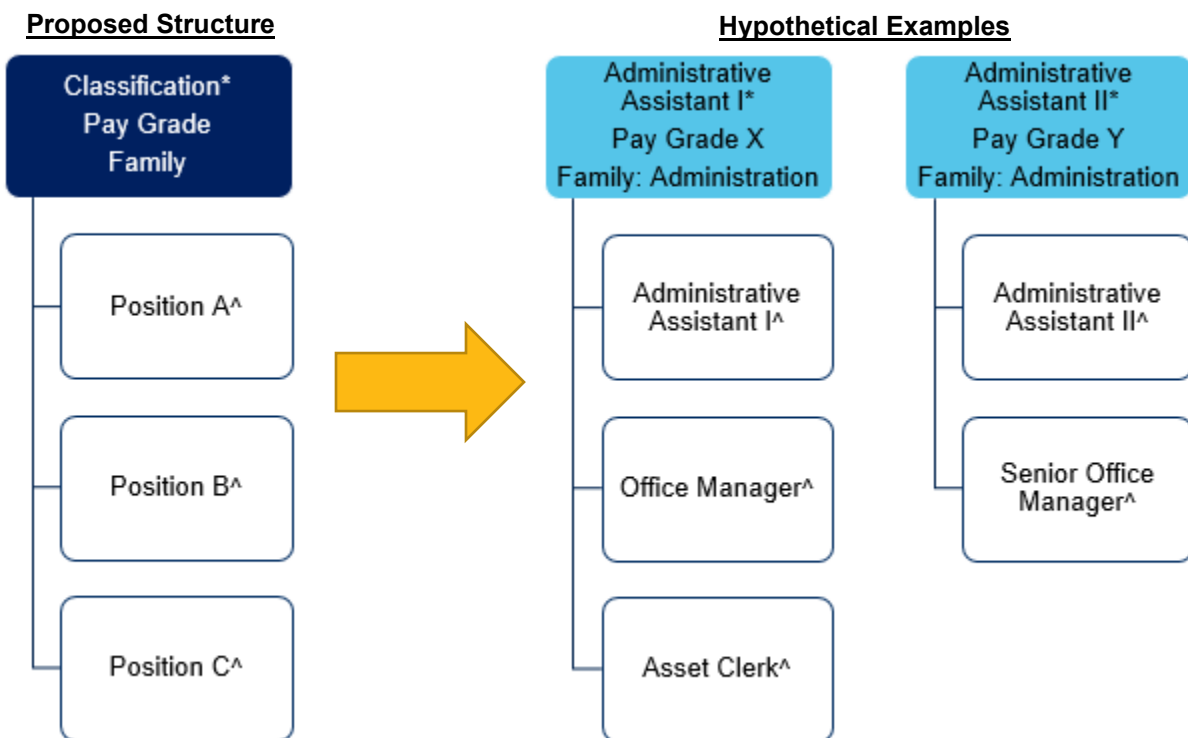 Proposed Structure
Classification*
Pay Grade
Family
Position A^
Position B^
Position C^
Hypothetical Examples
Administrative
Assistant I*
Pay Grade X
Family: Administration
Administrative
Assistant I^
Office Manager^
Asset Clerk^
Administrative
Assistant II*
Pay Grade Y
Family: Administration
Administrative
Assistant II^
Senior Office
Manager^